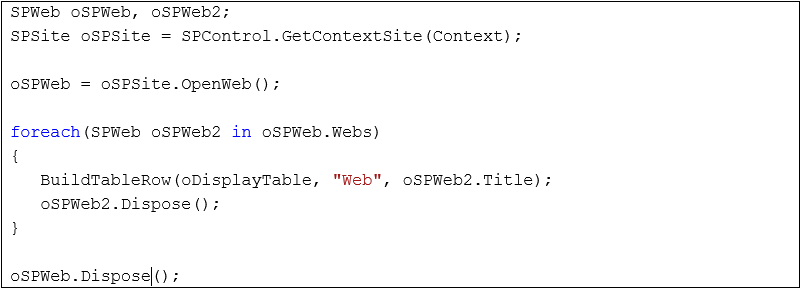 SPWeb oSPWeb, oSPWeb2;
SPSite oSPSite = SPControl.GetContextSite(Context);
oSPWeb = oSPSite.OpenWeb();
foreach(SPWeb oSPWeb2 in oSPWeb.Webs)
{
BuildTableRow(oDisplayTable, "Web", oSPWeb2.Title);
oSPWeb2.Dispose();
}
oSPWeb.Dispose();